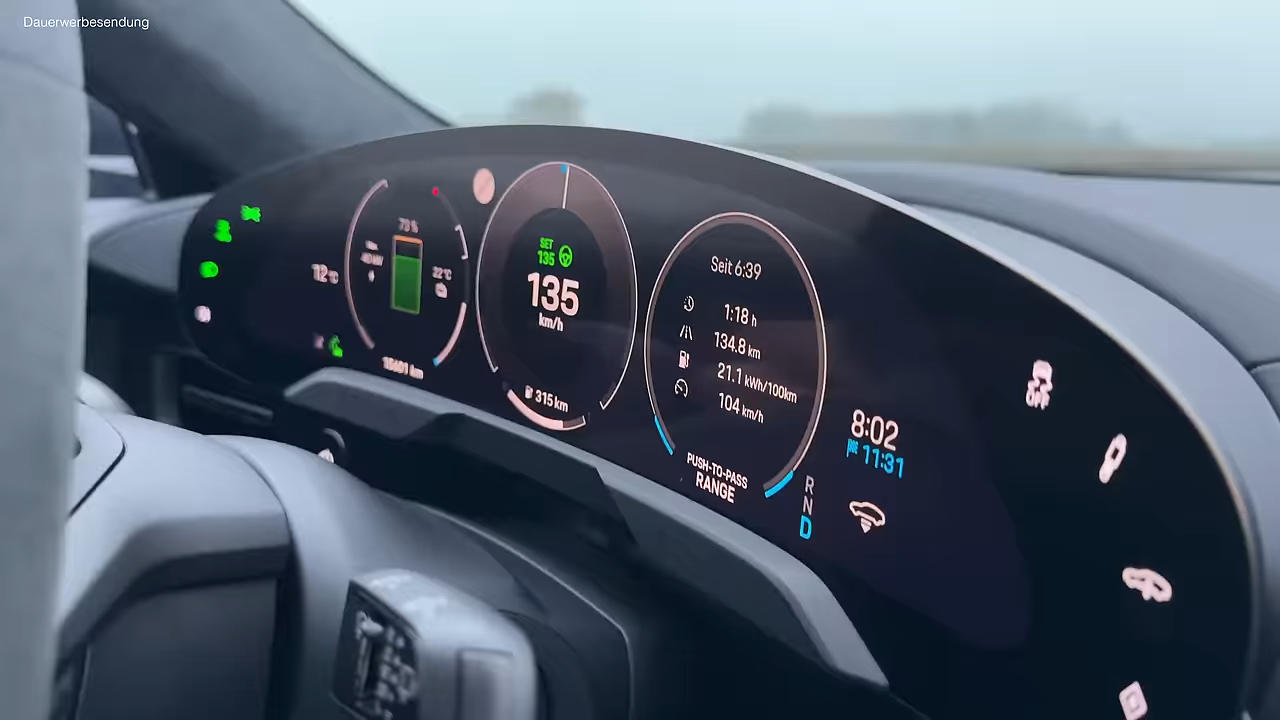 Dauerwerbesendung
12°C
22°C
SET
135
135
km/h
315 km
Seit 6:39
1:18 h
134.8 km
21.1 kWh/100km
104 km/h
PUSH-TO-PASS
RANGE
R
N
D
8:02
11:31
OFF